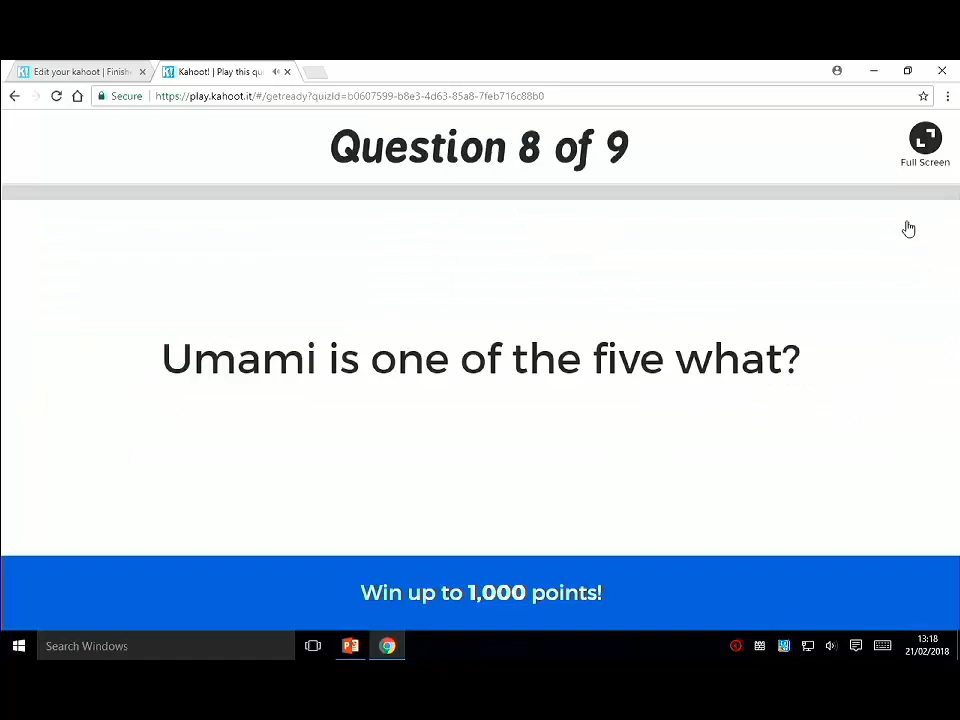 Edit your kahoot | Finish
Kahoot! | Play this qu
Secure
https://play.kahoot.it/#/getready?quizId=b0607599-b8e3-4d63-85a8-7feb716c88b0
Question 8 of 9
Full Screen
Umami is one of the five what?
Win up to 1,000 points!
Search Windows
13:18
21/02/2018